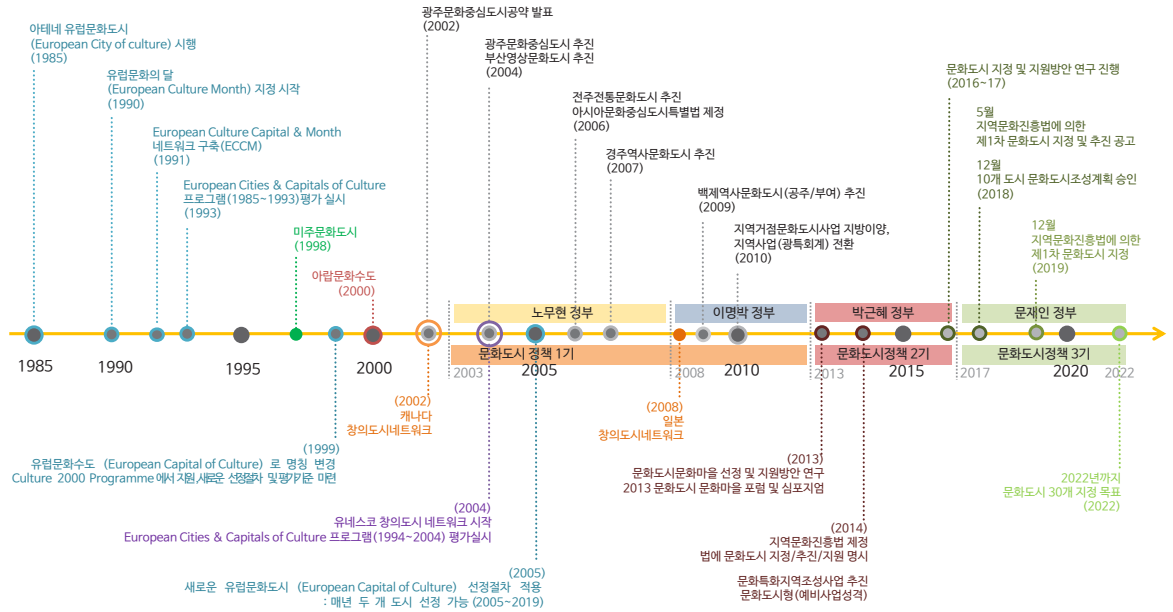 아테네 유럽문화도시
(European City of culture) 시행
(1985)
유럽문화의 달
(European Culture Month) 지정 시작
(1990)
European Culture Capital & Month
네트워크 구축(ECCM)
(1991)
European Cities & Capitals of Culture
프로그램(1985~1993)평가 실시
(1993)
미주문화도시
(1998)
아랍문화수도
(2000)
광주문화중심도시공약 발표
(2002)
광주문화중심도시 추진
부산영상문화도시 추진
(2004)
전주전통문화도시 추진
아시아문화중심도시특별법 제정
(2006)
경주역사문화도시 추진
(2007)
백제역사문화도시(공주/부여) 추진
(2009)
지역거점문화도시사업 지방이양,
지역사업(광특회계) 전환
(2010)
문화도시 지정 및 지원방안 연구 진행
(2016~17)
5월
지역문화진흥법에 의한
제1차 문화도시 지정 및 추진 공고
12월
10개 도시 문화도시조성계획 승인
(2018)
12월
지역문화진흥법에 의한
제1차 문화도시 지정
(2019)
노무현 정부
이명박 정부
박근혜 정부
문재인 정부
문화도시 정책 1기
문화도시정책 2기
문화도시정책 3기
1985
1990
1995
2000
2003
2005
2008
2010
2013
2015
2017
2020
2022
(1999)
유럽문화수도 (European Capital of Culture) 로 명칭 변경
Culture 2000 Programme 에서 지원,새로운 선정절차 및 평가기준 마련
(2002)
캐나다
창의도시네트워크
(2004)
유네스코 창의도시 네트워크 시작
European Cities & Capitals of Culture 프로그램(1994~2004) 평가실시
(2005)
새로운 유럽문화도시 (European Capital of Culture) 선정절차 적용
: 매년 두 개 도시 선정 가능 (2005~2019)
(2008)
일본
창의도시네트워크
(2013)
문화도시문화마을 선정 및 지원방안 연구
2013 문화도시 문화마을 포럼 및 심포지엄
(2014)
지역문화진흥법 제정
법에 문화도시 지정/추진/지원 명시
문화특화지역조성사업 추진
문화도시형(예비사업성격)
2022년까지
문화도시 30개 지정 목표
(2022)